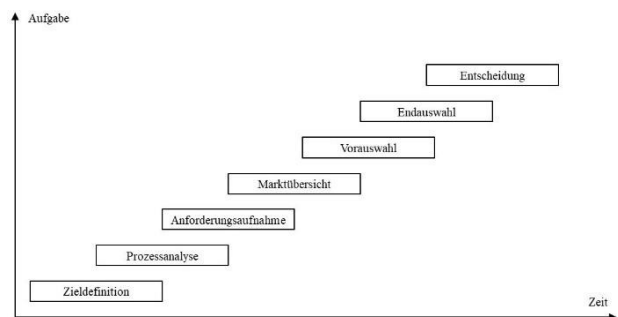 Aufgabe
Entscheidung
Endauswahl
Vorauswahl
Marktübersicht
Anforderungsaufnahme
Prozessanalyse
Zieldefinition
Zeit